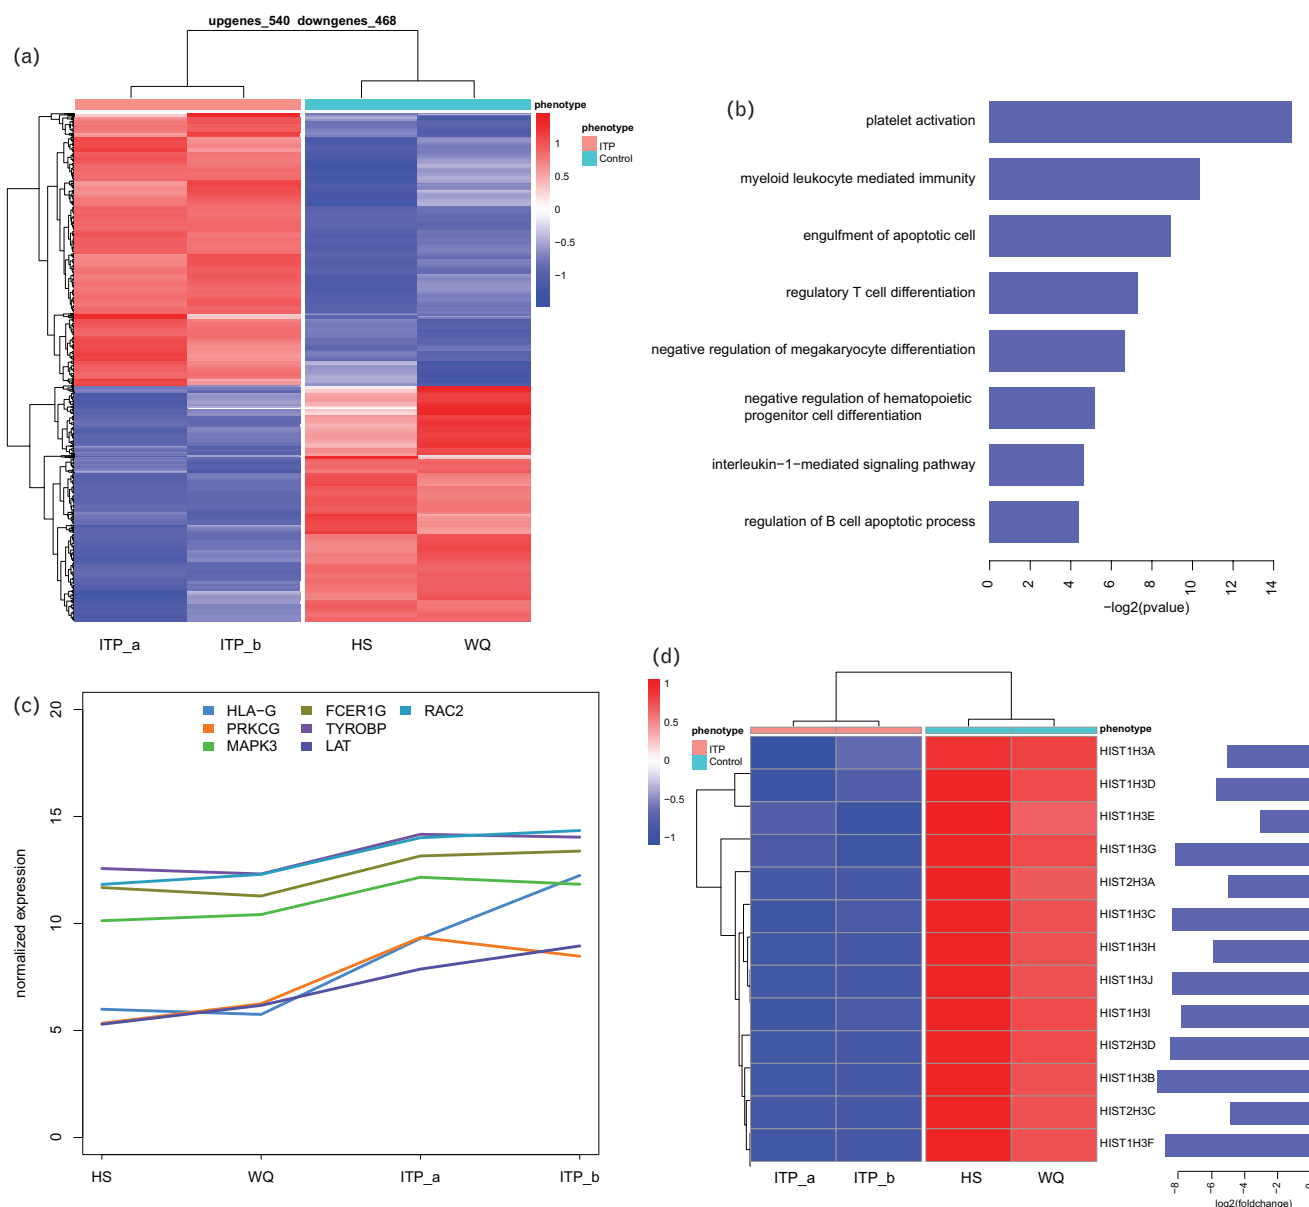 upgenes_540 downgenes_468
(a)
phenotype
1
0.5
0
−0.5
−1
phenotype
ITP
Control
ITP_a
ITP_b
HS
WQ
(b)
platelet activation
myeloid leukocyte mediated immunity
engulfment of apoptotic cell
regulatory T cell differentiation
negative regulation of megakaryocyte differentiation
negative regulation of hematopoietic
progenitor cell differentiation
interleukin−1−mediated signaling pathway
regulation of B cell apoptotic process
0 2 4 6 8 10 12 14
−log2(pvalue)
(c)
HLA−G FCER1G RAC2
PRKCG TYROBP
MAPK3 LAT
20
15
10
5
0
normalized expression
HS WQ ITP_a ITP_b
(d)
1
0.5
0
−0.5
−1
phenotype
ITP
Control
phenotype
HIST1H3A
HIST1H3D
HIST1H3E
HIST1H3G
HIST2H3A
HIST1H3C
HIST1H3H
HIST1H3J
HIST1H3I
HIST2H3D
HIST1H3B
HIST2H3C
HIST1H3F
ITP_a ITP_b HS WQ
−8 −6 −4 −2 0
log2(foldchange)